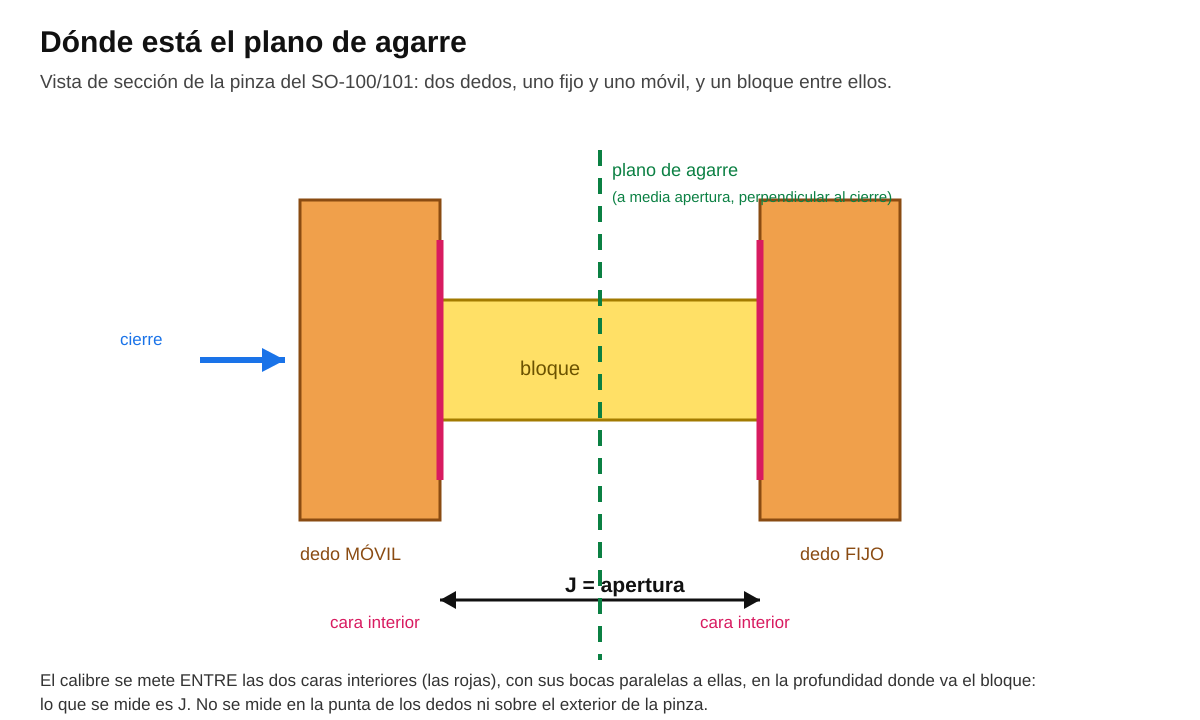 Dónde está el plano de agarre
Vista de sección de la pinza del SO-100/101: dos dedos, uno fijo y uno móvil, y un bloque entre ellos.
plano de agarre
(a media apertura, perpendicular al cierre)
cierre
bloque
dedo MÓVIL
dedo FIJO
J = apertura
cara interior
cara interior
El calibre se mete ENTRE las dos caras interiores (las rojas), con sus bocas paralelas a ellas, en la profundidad donde va el bloque:
lo que se mide es J. No se mide en la punta de los dedos ni sobre el exterior de la pinza.